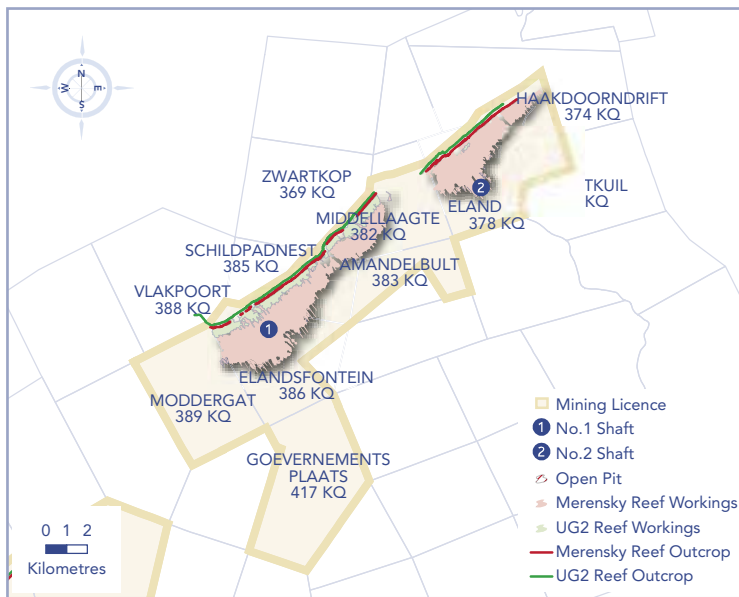 N
W
E
S
HAAKDOORNDRIFT
374 KQ
ZWARTKOP
369 KQ
2
TKUIL
KQ
ELAND
378 KQ
MIDDELLAAGTE
382 KQ
SCHILDPADNEST
385 KQ
AMANDELBULT
383 KQ
VLAKPOORT
388 KQ
1
ELANDSFONTEIN
386 KQ
MODDERGAT
389 KQ
GOEVERNEMENTS
PLAATS
417 KQ
Mining Licence
1 No.1 Shaft
2 No.2 Shaft
Open Pit
Merensky Reef Workings
UG2 Reef Workings
Merensky Reef Outcrop
UG2 Reef Outcrop
0 1 2
Kilometres